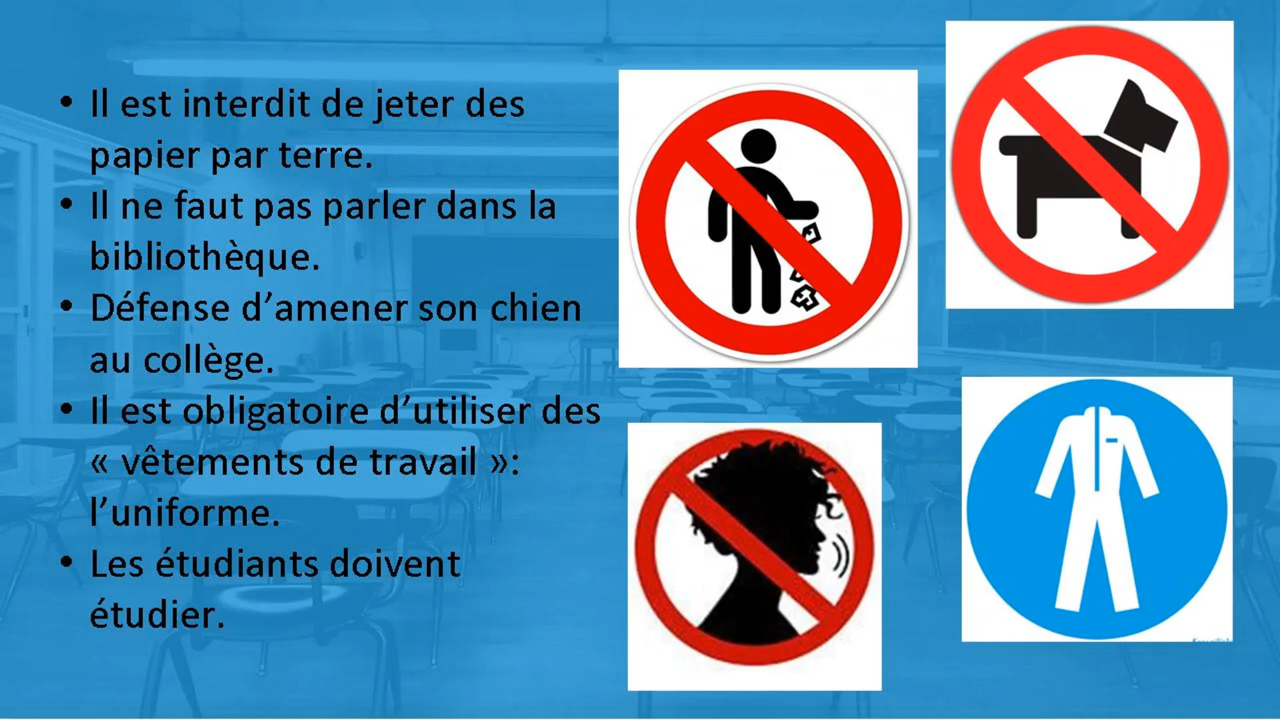 • Il est interdit de jeter des
papier par terre.
• Il ne faut pas parler dans la
bibliothèque.
• Défense d’amener son chien
au collège.
• Il est obligatoire d’utiliser des
« vêtements de travail »:
l’uniforme.
• Les étudiants doivent
étudier.